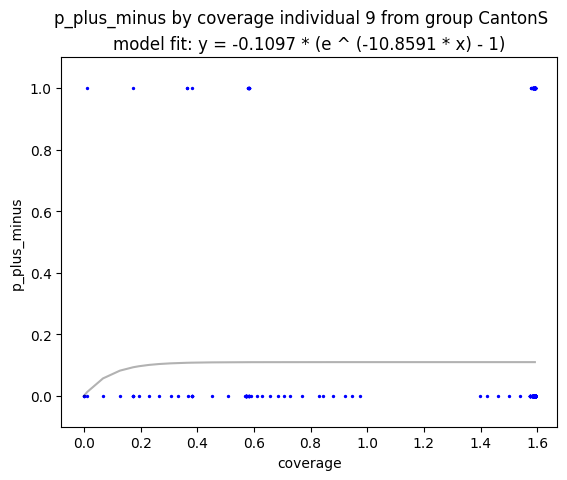 p_plus_minus by coverage individual 9 from group CantonS
model fit: y = -0.1097 * (e ^ (-10.8591 * x) - 1)
1.0
0.8
0.6
0.4
0.2
0.0
p_plus_minus
0.0 0.2 0.4 0.6 0.8 1.0 1.2 1.4 1.6
coverage